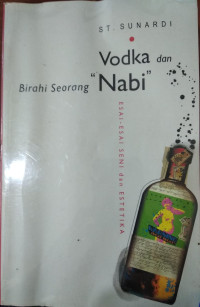 ST. SUNARDI
Vodka dan
Birahi Seorang "Nabi"
ESAI-ESAI SENI dan ESTETIKA